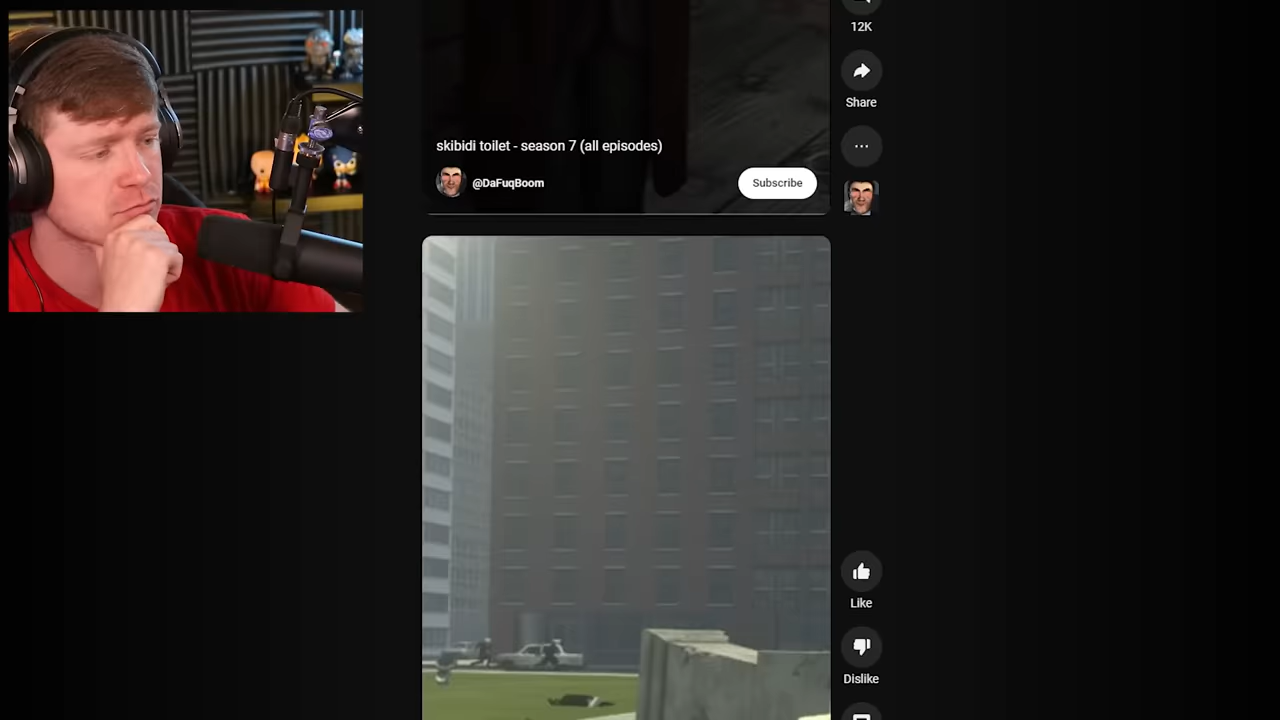 12K
Share
skibidi toilet - season 7 (all episodes)
@DaFuqBoom
Subscribe
Like
Dislike